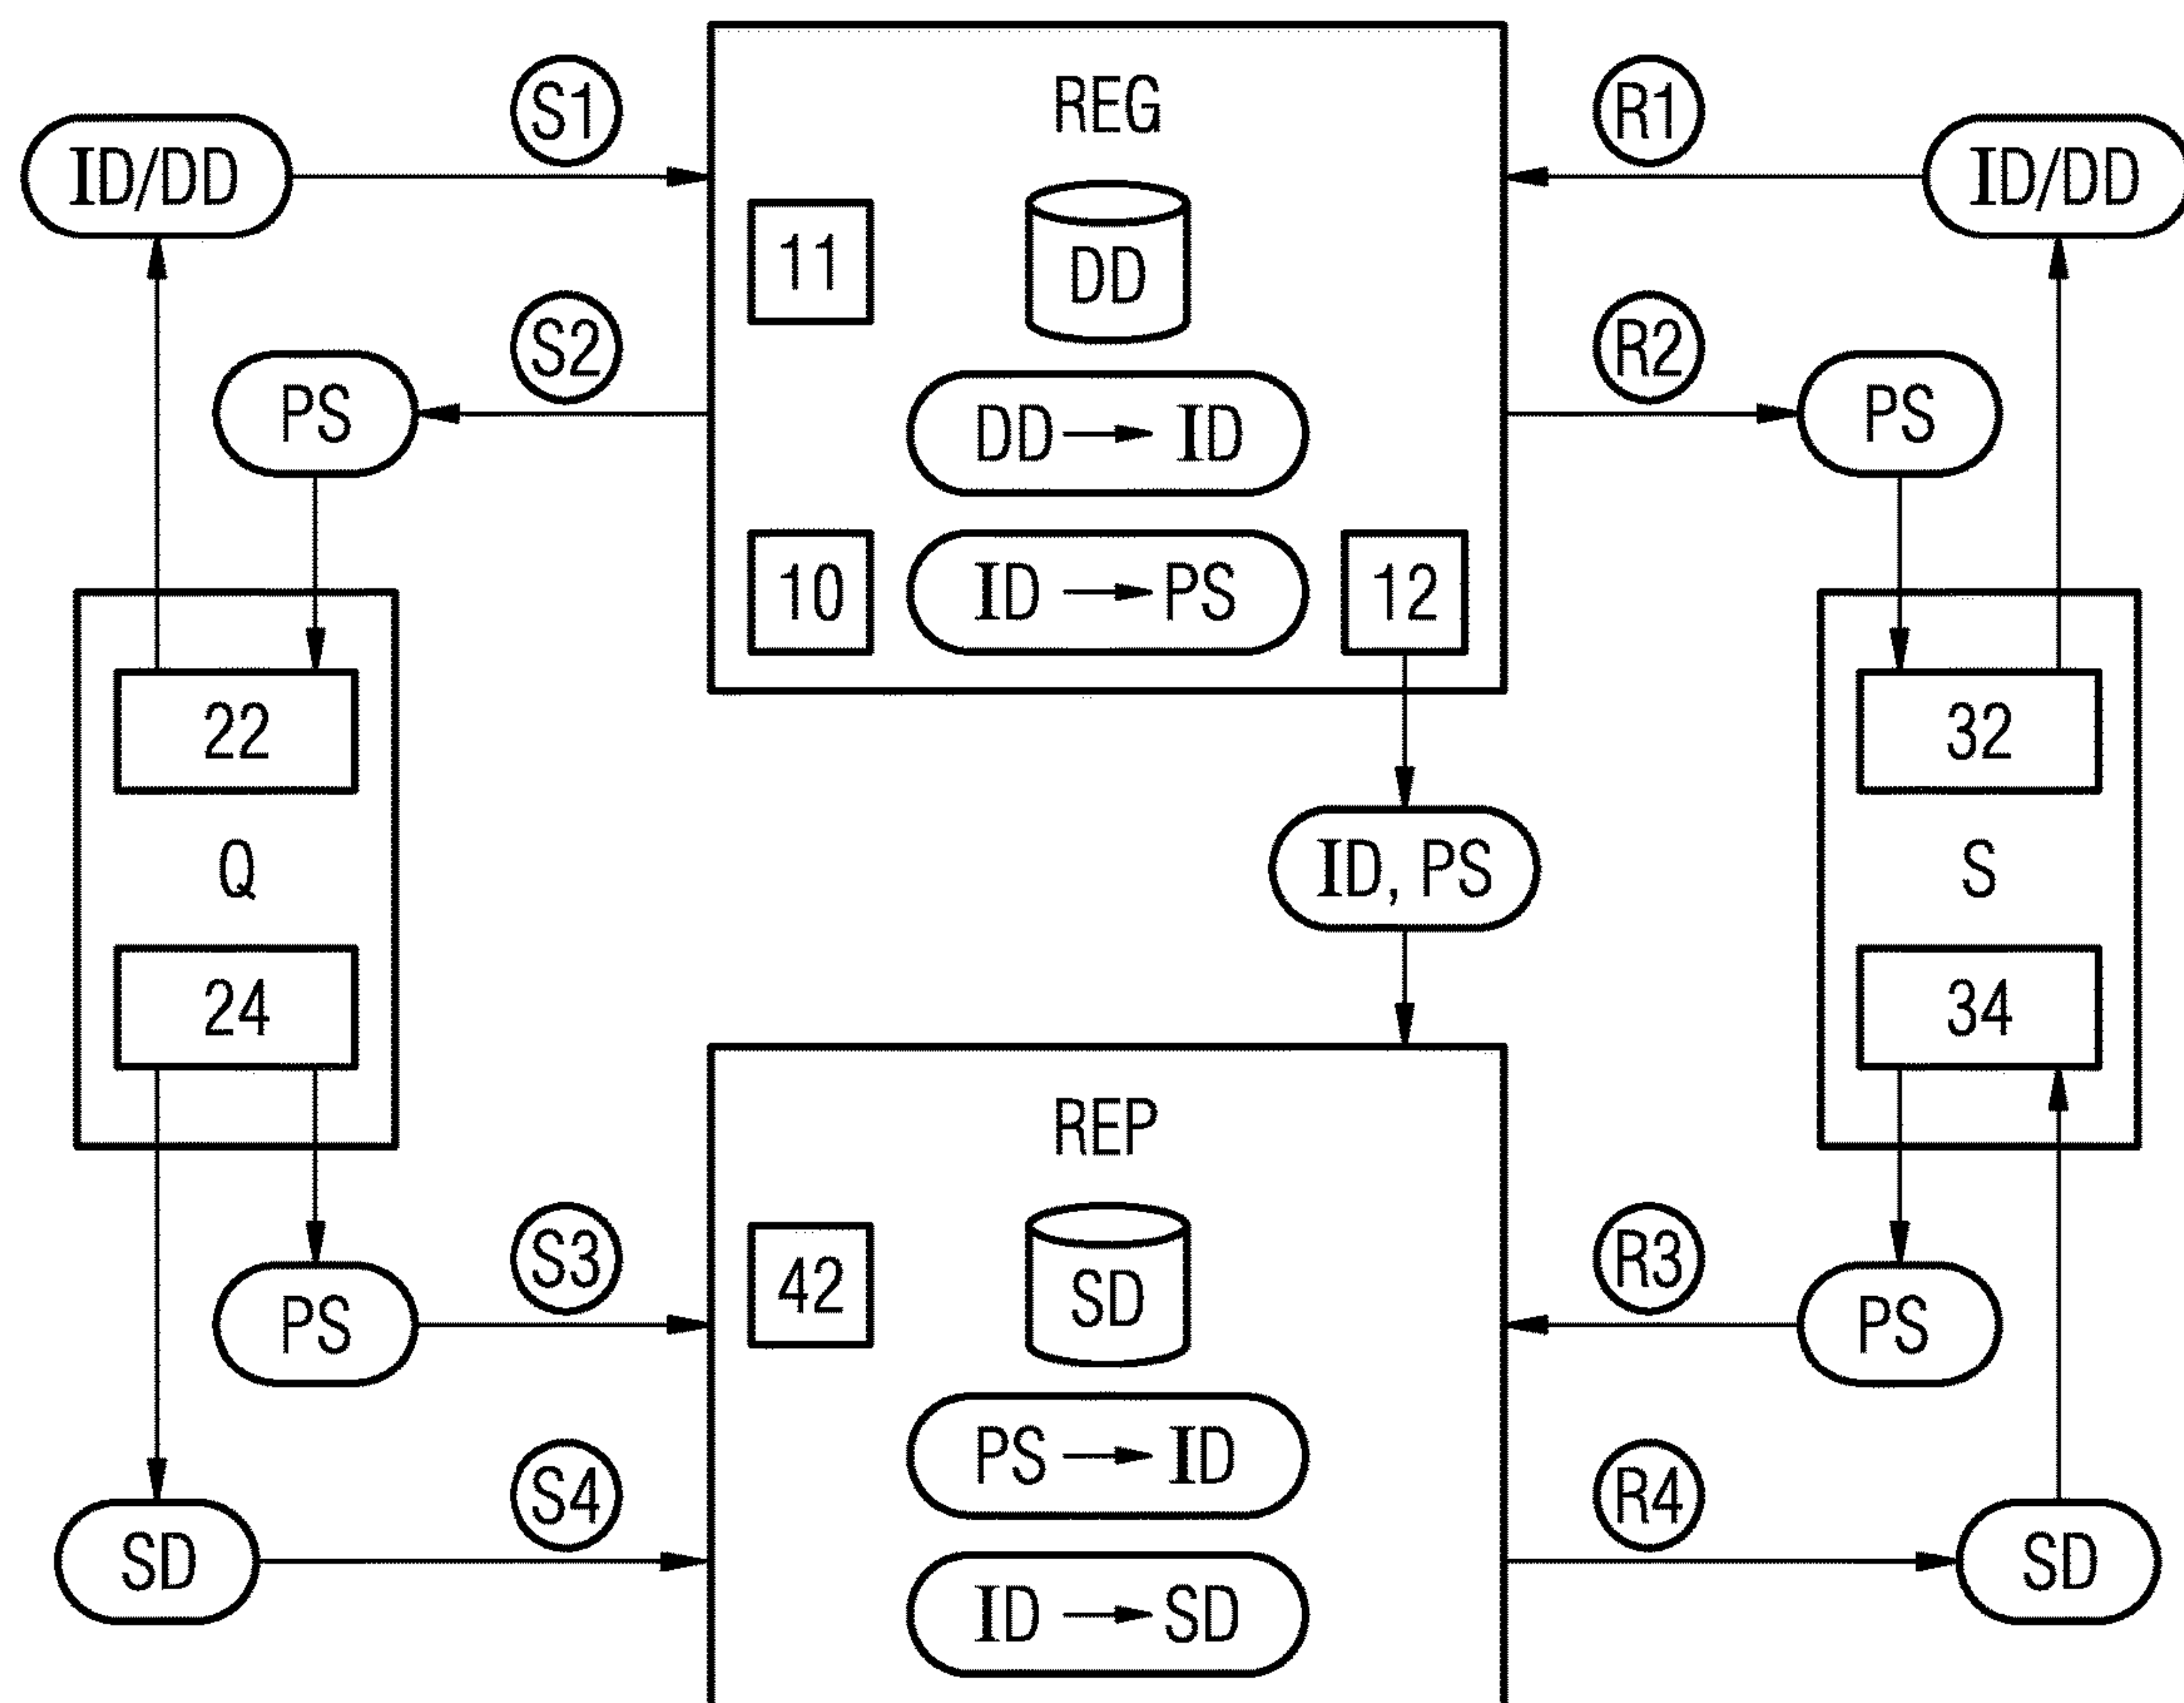 S1
REG
R1
ID/DD
ID/DD
11
DD
S2
R2
PS
DD → ID
PS
10
ID → PS
12
22
32
Q
ID, PS
S
24
34
REP
S3
42
SD
R3
PS
PS
S4
PS → ID
R4
SD
ID → SD
SD